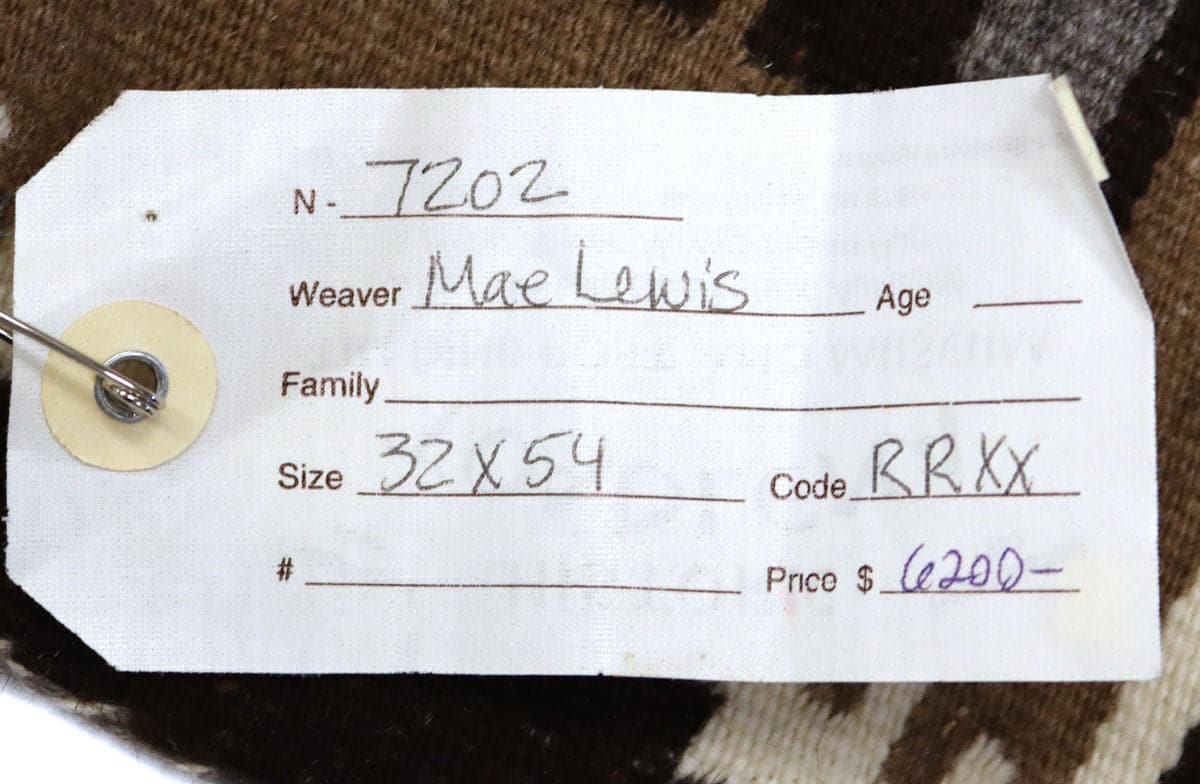 N - 7202
Weaver Mae Lewis Age
Family
Size 32 X 54 Code RRXX
# Price $ 6200-